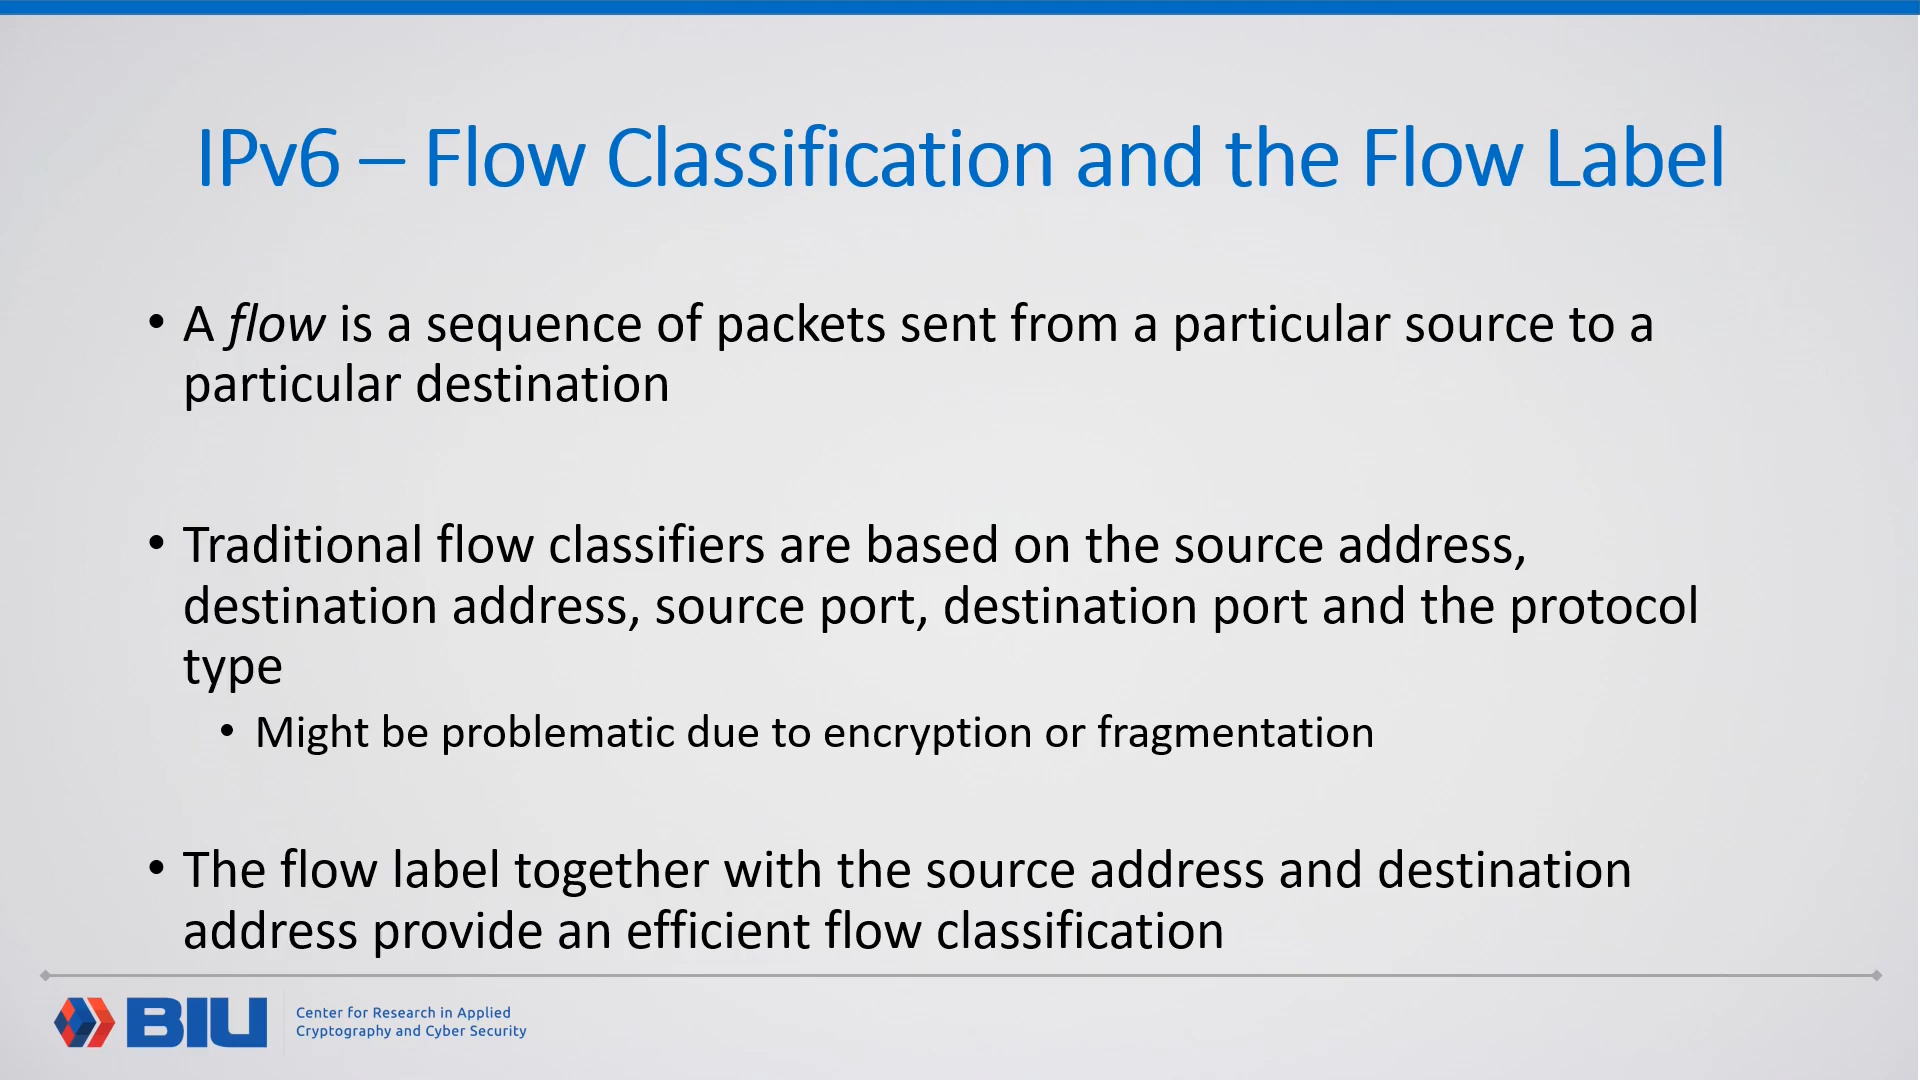 IPv6 – Flow Classification and the Flow Label
• A flow is a sequence of packets sent from a particular source to a
particular destination
• Traditional flow classifiers are based on the source address,
destination address, source port, destination port and the protocol
type
• Might be problematic due to encryption or fragmentation
• The flow label together with the source address and destination
address provide an efficient flow classification
BIU
Center for Research in Applied
Cryptography and Cyber Security